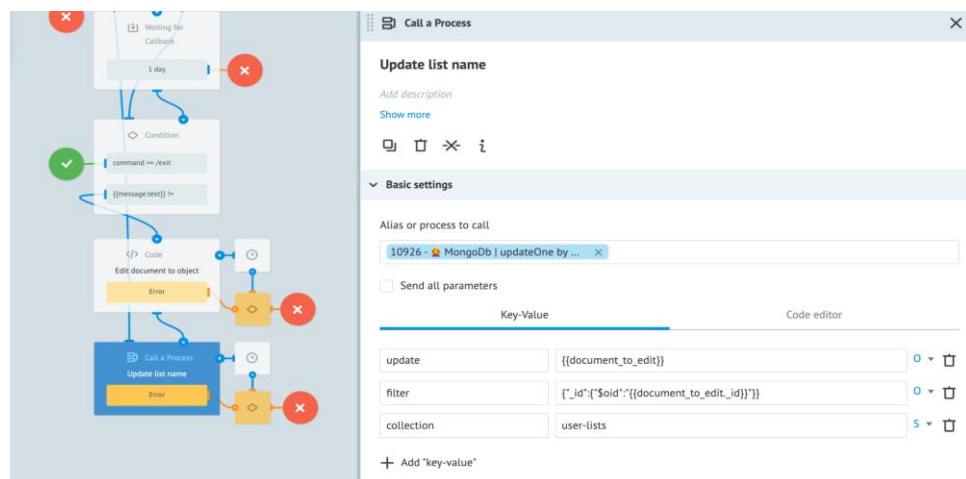 Waiting for
Callback
1 day
Condition
command == /exit
{{message.text}} !=
</> Code
Edit document to object
Error
Call a Process
Update list name
Error
Call a Process
Update list name
Add description
Show more
Basic settings
Alias or process to call
10926 - MongoDb | updateOne by ...
Send all parameters
Key-Value
Code editor
update
{{document_to_edit}}
O
filter
{"_id":{"$oid":"{{document_to_edit._id}}"}}
O
collection
user-lists
S
Add "key-value"